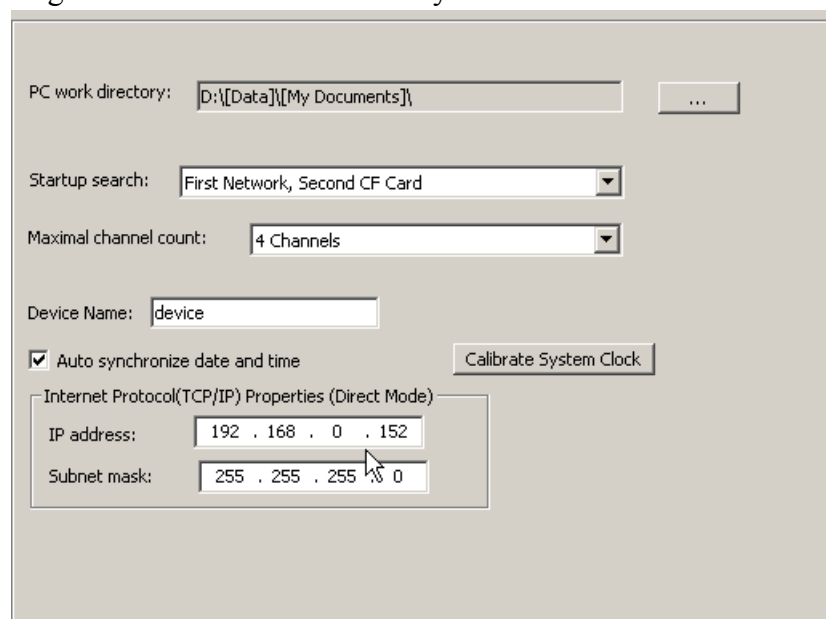 PC work directory: D:\[Data]\[My Documents]\ ...
Startup search: First Network, Second CF Card
Maximal channel count: 4 Channels
Device Name: device
Auto synchronize date and time Calibrate System Clock
Internet Protocol(TCP/IP) Properties (Direct Mode)
IP address: 192 . 168 . 0 . 152
Subnet mask: 255 . 255 . 255 . 0